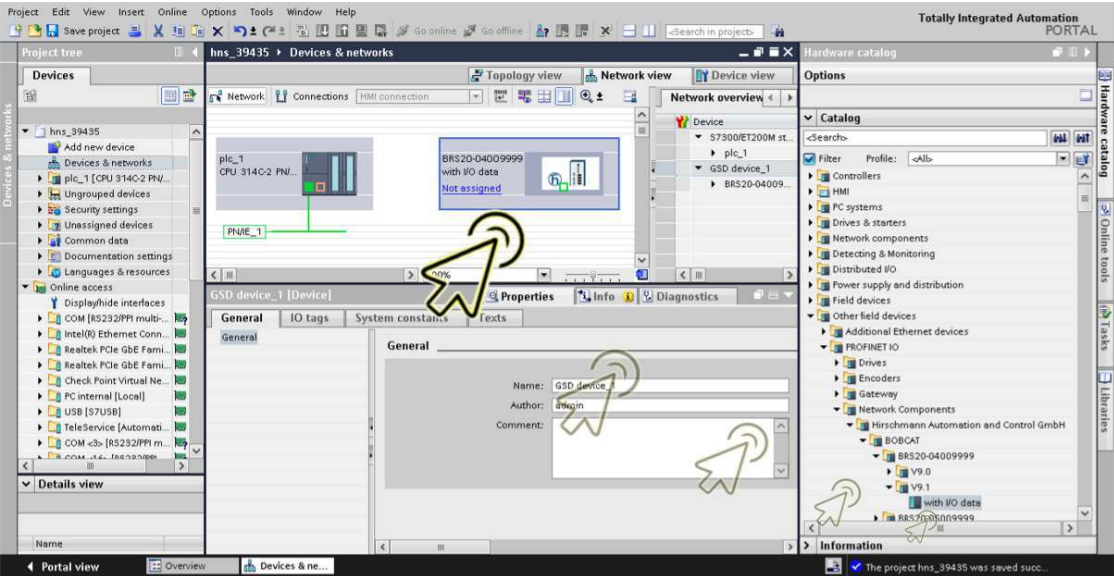 Project Edit View Insert Online Options Tools Window Help
Totally Integrated Automation
PORTAL
Save project
Go online
Go offline
<Search in project>
Project tree
hns_39435 ▸ Devices & networks
Hardware catalog
Devices
Topology view
Network view
Device view
Options
Network
Connections
HMI connection
Network overview
Device
S7300/ET200M st...
plc_1
GSD device_1
BRS20-04009...
hns_39435
Add new device
Devices & networks
plc_1 [CPU 314C-2 PN/...
Ungrouped devices
Security settings
Unassigned devices
Common data
Documentation settings
Languages & resources
Online access
Display/hide interfaces
COM [RS232/PPI multi-...
Intel(R) Ethernet Conn...
Realtek PCIe GbE Fami...
Realtek PCIe GbE Fami...
Check Point Virtual Ne...
PC internal [Local]
USB [S7USB]
TeleService [Automati...
COM <3> [RS232/PPI m...
Details view
Name
Devices & networks
plc_1
CPU 314C-2 PN/...
BRS20-04009999
with I/O data
Not assigned
PN/IE_1
GSD device_1 [Device]
Properties
Info
Diagnostics
General
IO tags
System constants
Texts
General
General
Name: GSD device_1
Author: admin
Comment:
Catalog
<Search>
Filter
Profile: <All>
Controllers
HMI
PC systems
Drives & starters
Network components
Detecting & Monitoring
Distributed I/O
Power supply and distribution
Field devices
Other field devices
Additional Ethernet devices
PROFINET IO
Drives
Encoders
Gateway
Network Components
Hirschmann Automation and Control GmbH
BOBCAT
BRS20-04009999
V9.0
V9.1
with I/O data
BRS20-05009999
Information
Hardware catalog
Online tools
Tasks
Libraries
Portal view
Overview
Devices & ne...
The project hns_39435 was saved succ...